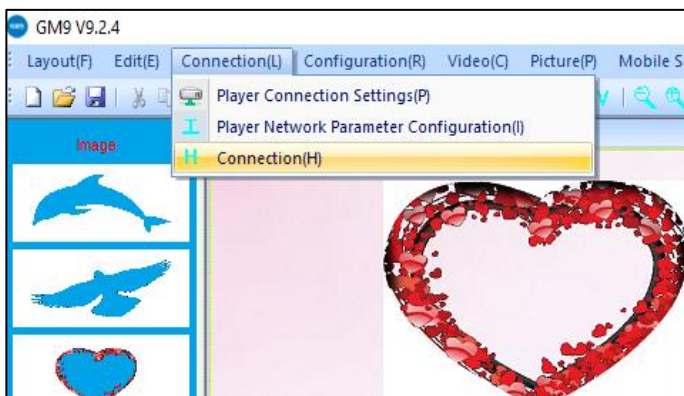 GM9 V9.2.4
Layout(F) Edit(E) Connection(L) Configuration(R) Video(C) Picture(P) Mobile S
Player Connection Settings(P)
Player Network Parameter Configuration(I)
Connection(H)
Image